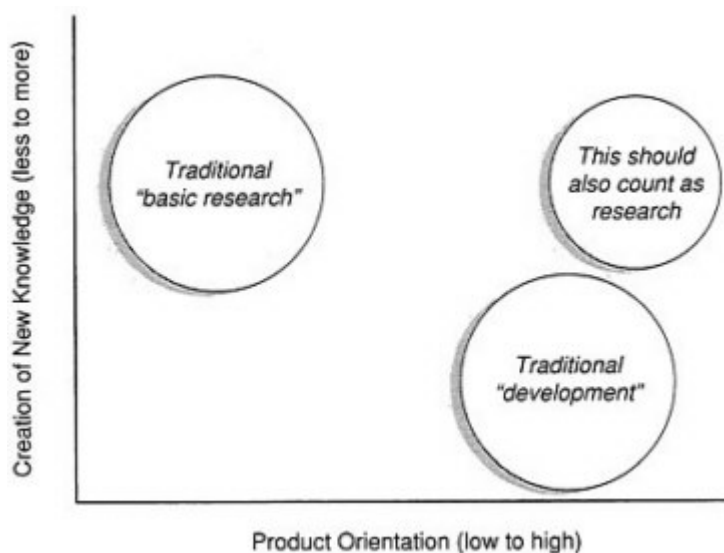 Creation of New Knowledge (less to more)
Traditional
“basic research”
This should
also count as
research
Traditional
“development”
Product Orientation (low to high)